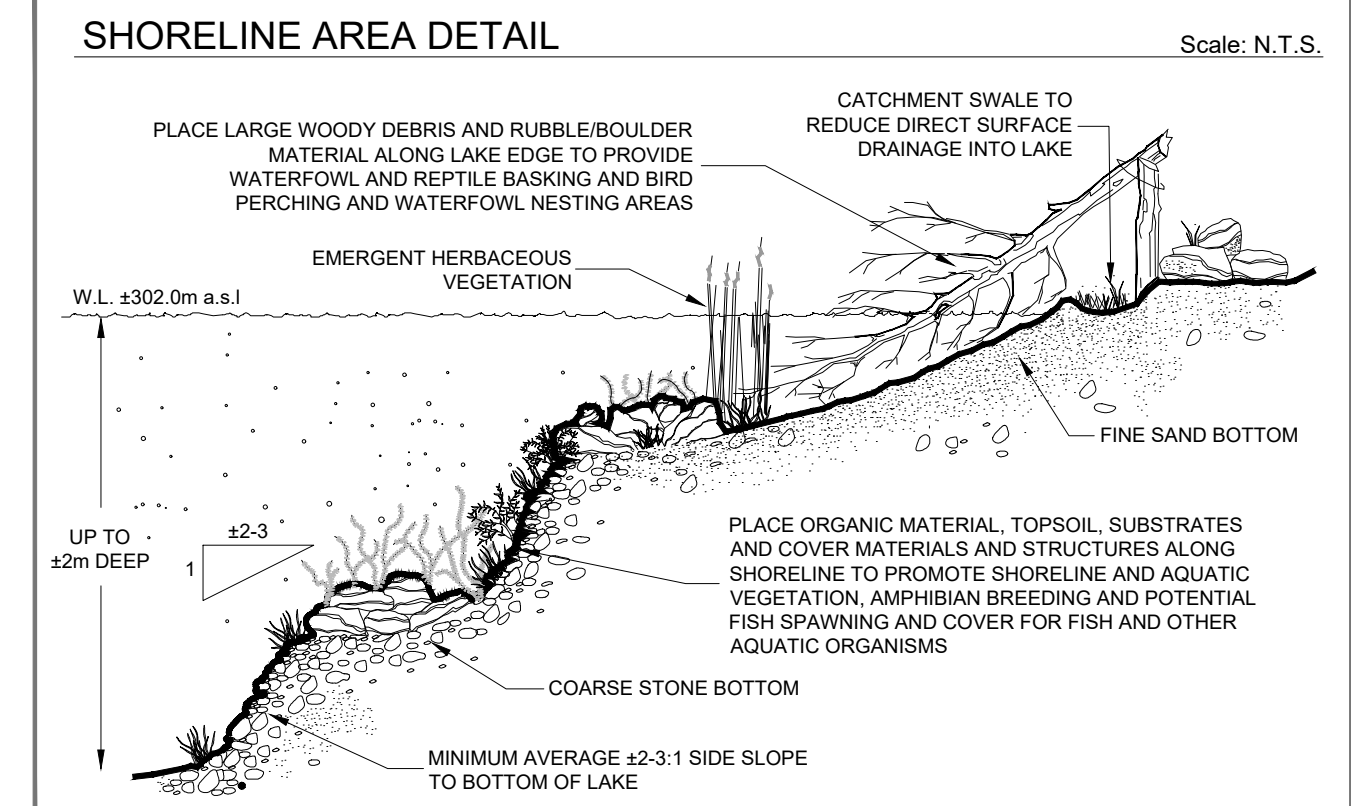 SHORELINE AREA DETAIL
Scale: N.T.S.
PLACE LARGE WOODY DEBRIS AND RUBBLE/BOULDER
MATERIAL ALONG LAKE EDGE TO PROVIDE
WATERFOWL AND REPTILE BASKING AND BIRD
PERCHING AND WATERFOWL NESTING AREAS
CATCHMENT SWALE TO
REDUCE DIRECT SURFACE
DRAINAGE INTO LAKE
EMERGENT HERBACEOUS
VEGETATION
W.L. ±302.0m a.s.l
FINE SAND BOTTOM
UP TO
±2m DEEP
±2-3
1
PLACE ORGANIC MATERIAL, TOPSOIL, SUBSTRATES
AND COVER MATERIALS AND STRUCTURES ALONG
SHORELINE TO PROMOTE SHORELINE AND AQUATIC
VEGETATION, AMPHIBIAN BREEDING AND POTENTIAL
FISH SPAWNING AND COVER FOR FISH AND OTHER
AQUATIC ORGANISMS
COARSE STONE BOTTOM
MINIMUM AVERAGE ±2-3:1 SIDE SLOPE
TO BOTTOM OF LAKE